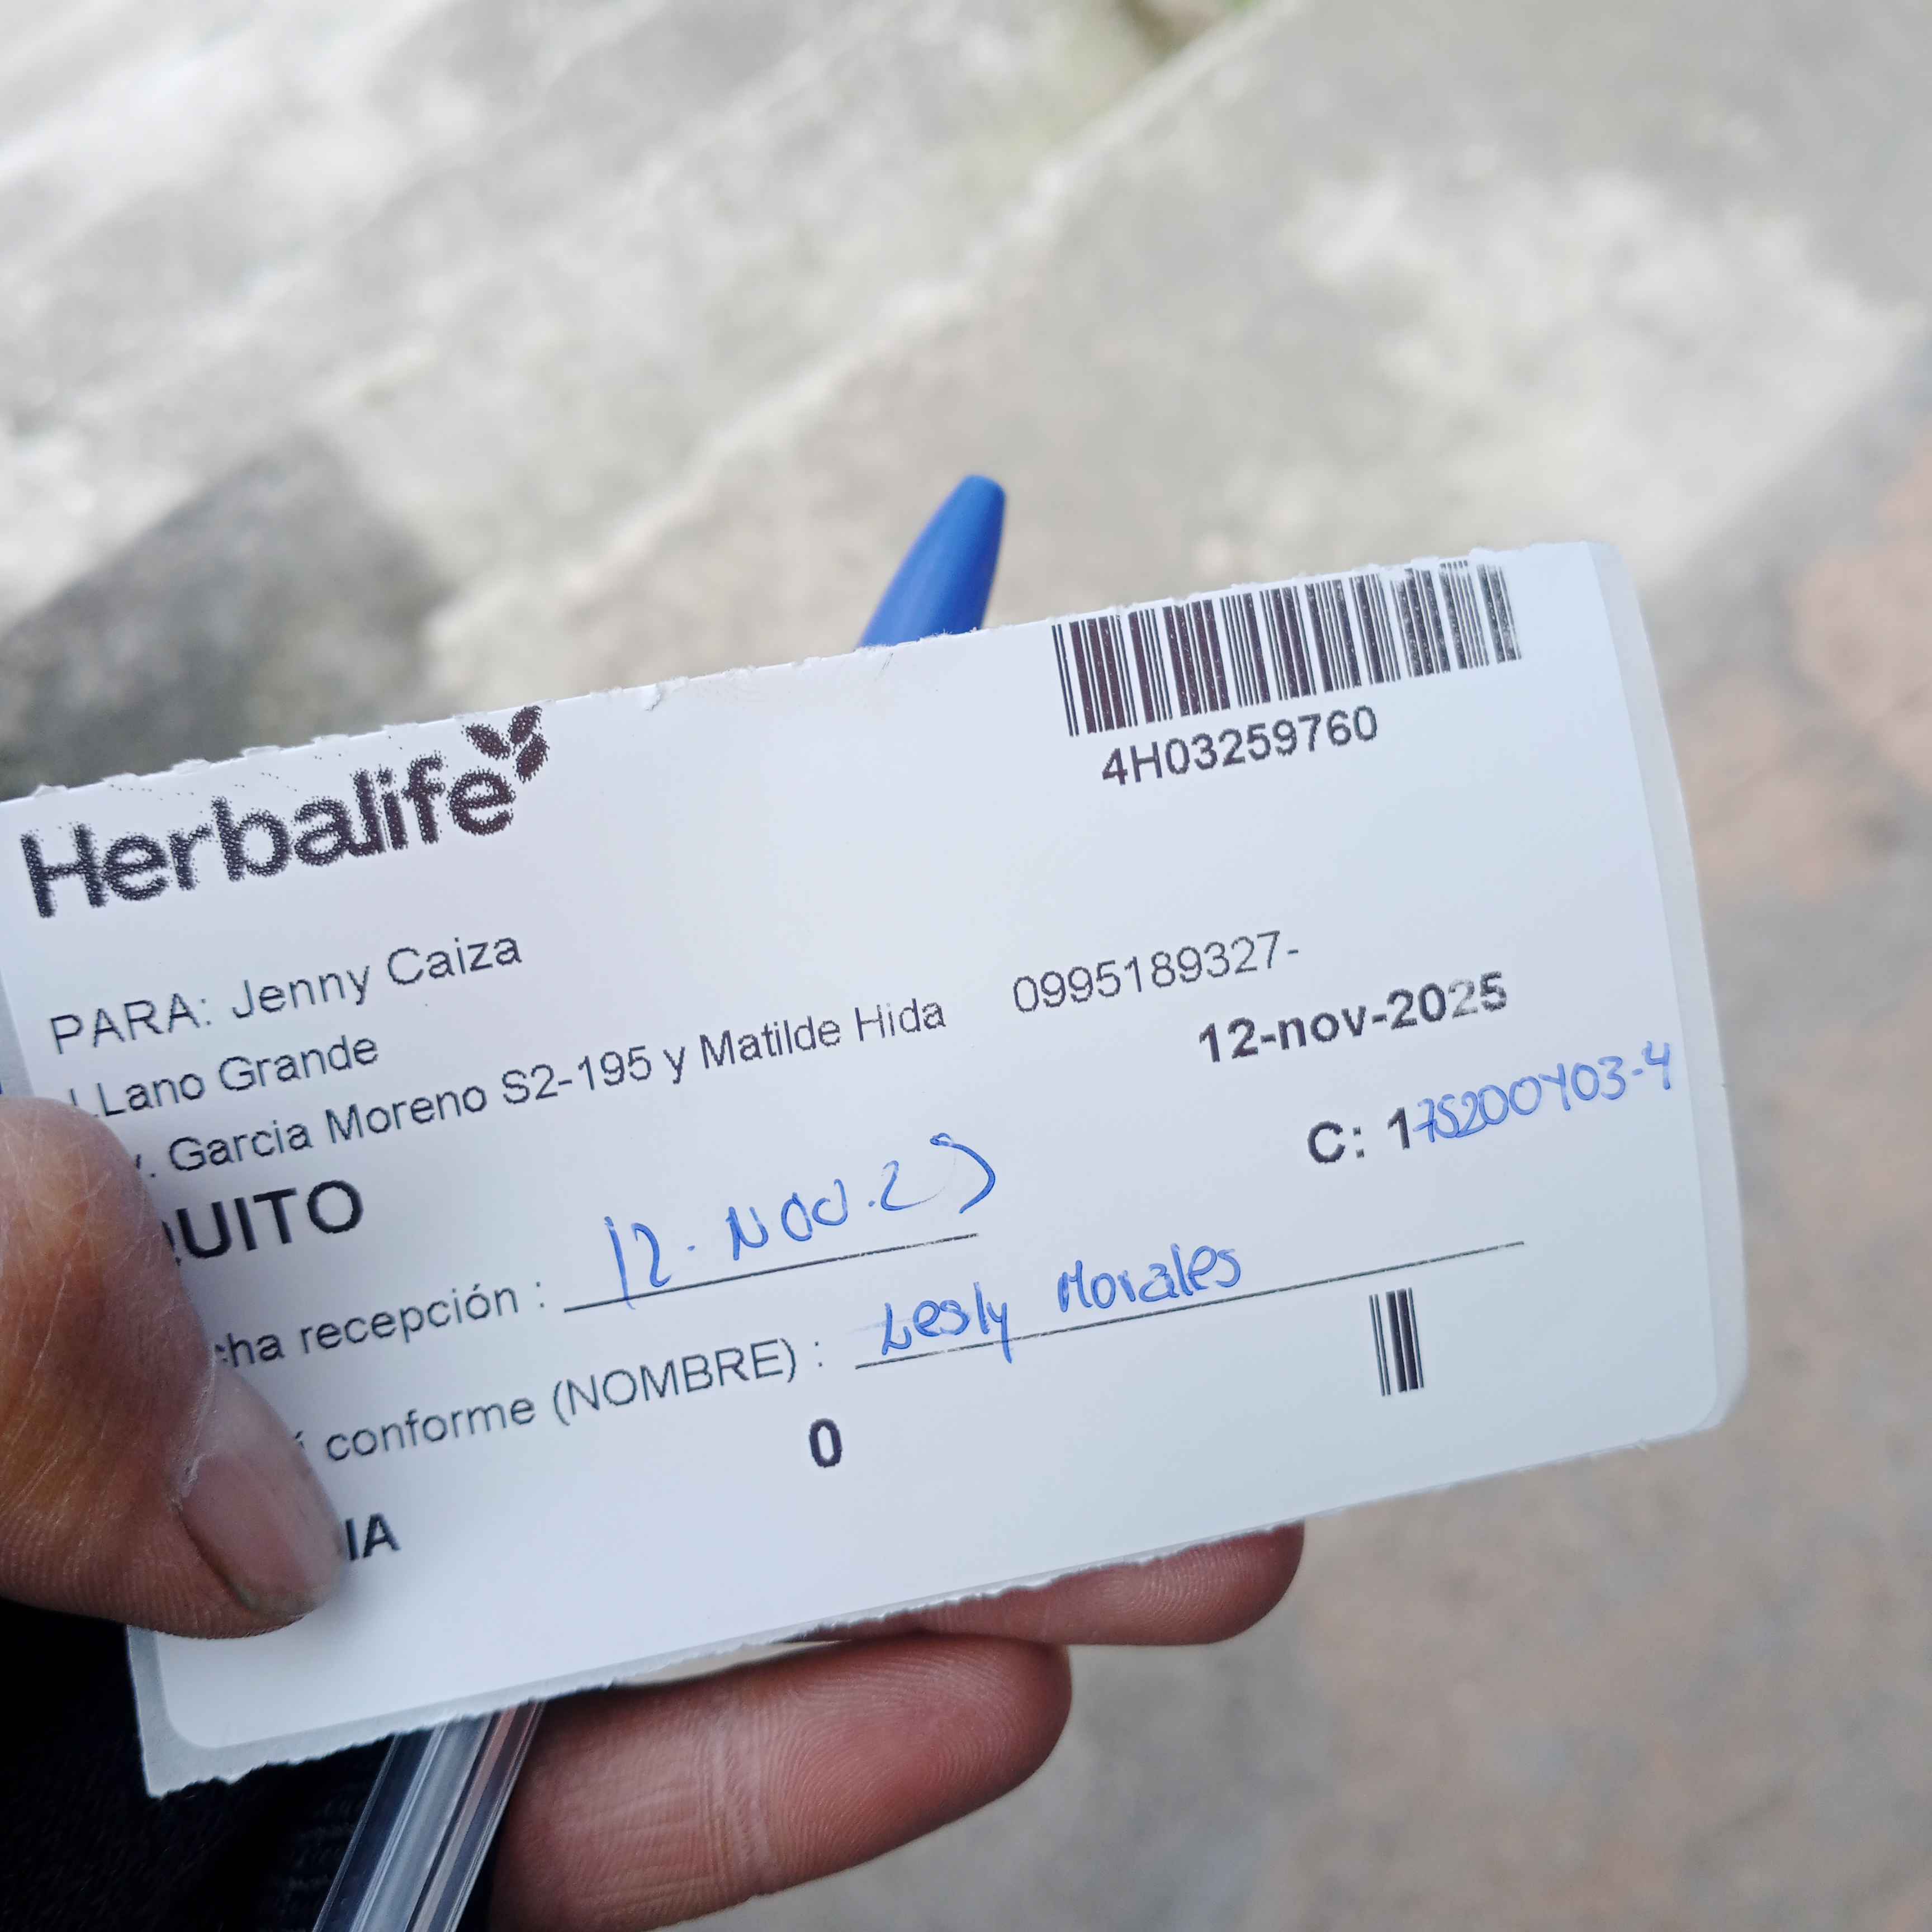 Herbalife
4H03259760
PARA: Jenny Caiza
LLano Grande
. Garcia Moreno S2-195 y Matilde Hida 0995189327-
12-nov-2025
UITO
C: 175200403-4
cha recepción : 12. Nov. 25
conforme (NOMBRE) : Lesly Morales
0
IA